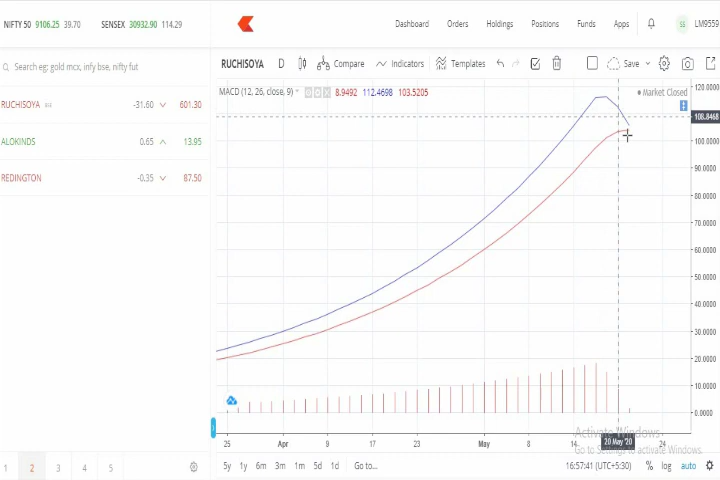 NIFTY 50 9106.25 39.70 SENSEX 30932.90 114.29
Dashboard Orders Holdings Positions Funds Apps SS LM9559
Search eg: gold mcx, infy bse, nifty fut
RUCHISOYA D Compare Indicators Templates Save
MACD (12, 26, close, 9) 8.9492 112.4698 103.5205
Market Closed
RUCHISOYA -31.60 601.30
ALOKINDS 0.65 13.95
REDINGTON -0.35 87.50
120.0000
108.8468
100.0000
90.0000
80.0000
70.0000
60.0000
50.0000
40.0000
30.0000
20.0000
10.0000
0.0000
25 Apr 9 17 23 May 8 14 20 May '20 24
Activate Windows
Go to Settings to activate Windows.
1 2 3 4 5
5y 1y 6m 3m 1m 5d 1d Go to... 16:57:41 (UTC+5:30) % log auto